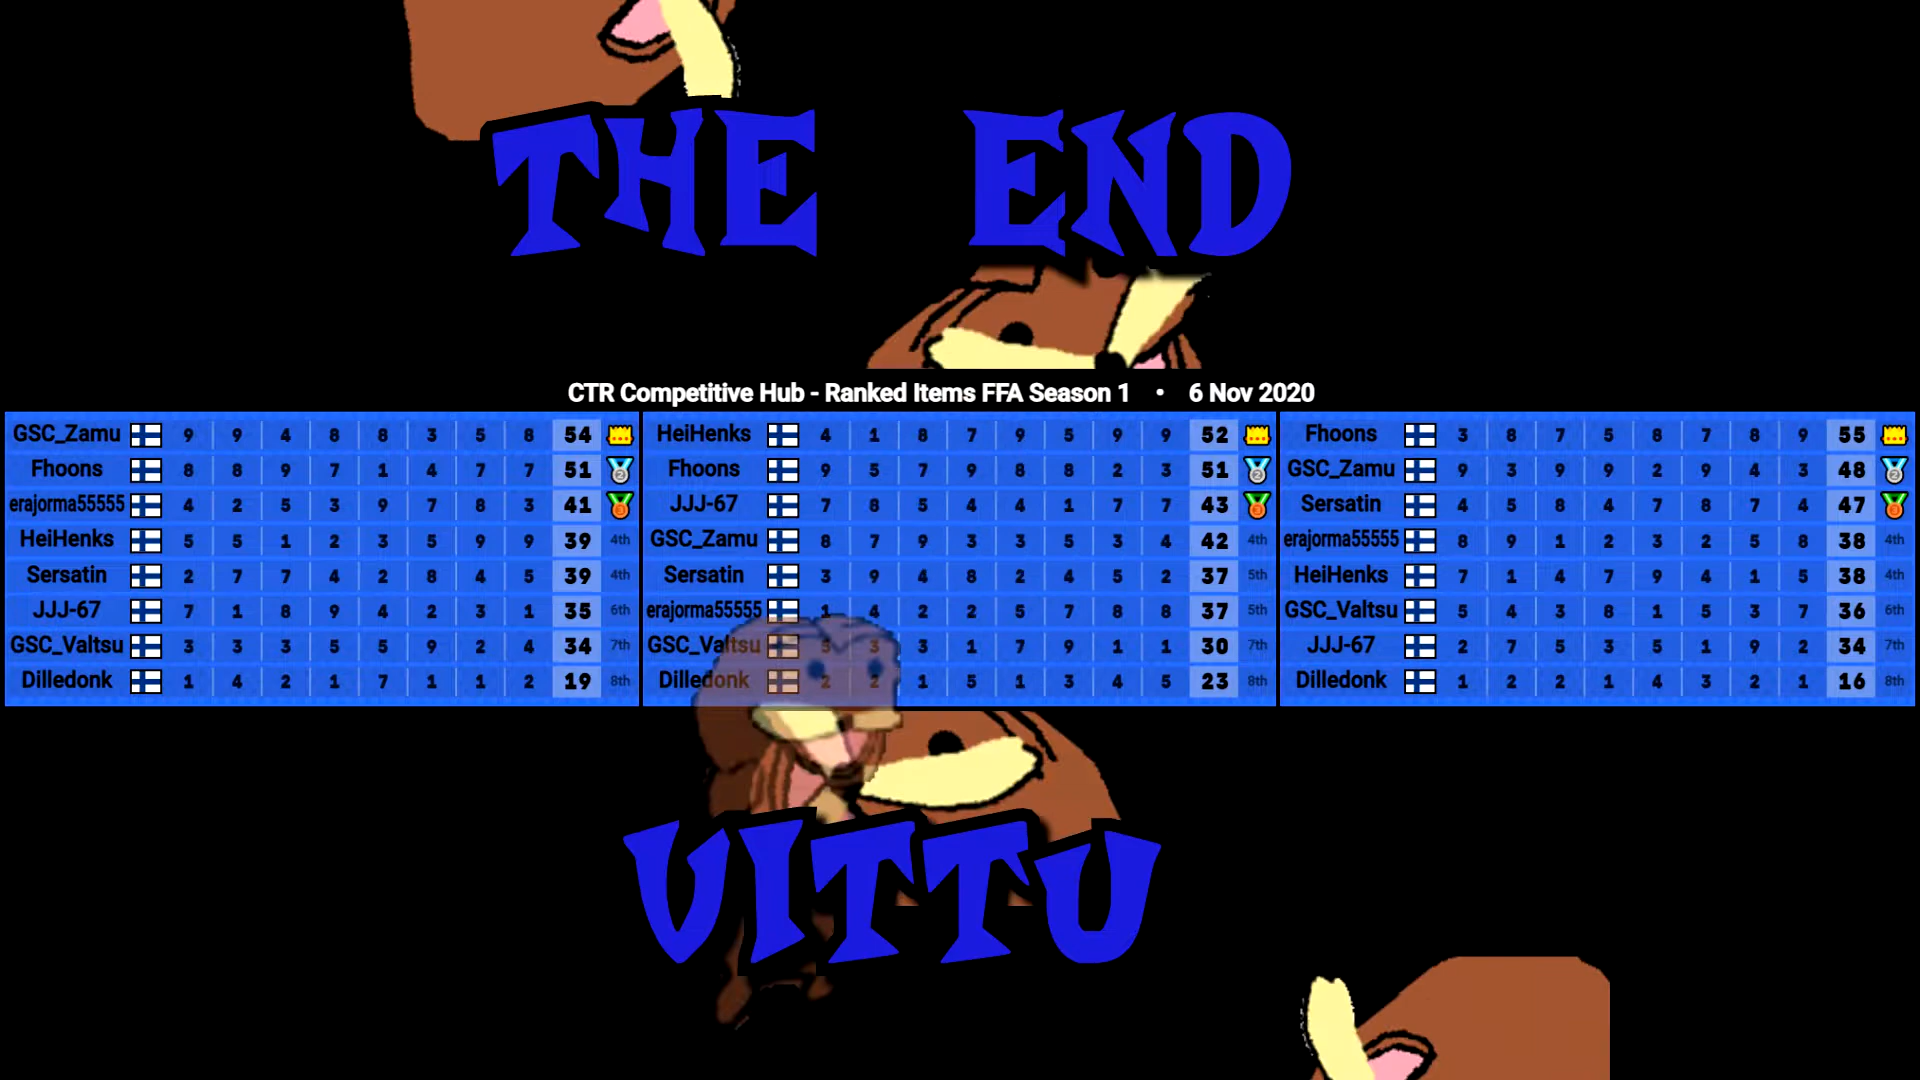 THE END
CTR Competitive Hub - Ranked Items FFA Season 1 • 6 Nov 2020
GSC_Zamu 9 9 4 8 8 3 5 8 54
Fhoons 8 8 9 7 1 4 7 7 51 2
erajorma55555 4 2 5 3 9 7 8 3 41 3
HeiHenks 5 5 1 2 3 5 9 9 39 4th
Sersatin 2 7 7 4 2 8 4 5 39 4th
JJJ-67 7 1 8 9 4 2 3 1 35 6th
GSC_Valtsu 3 3 3 5 5 9 2 4 34 7th
Dilledonk 1 4 2 1 7 1 1 2 19 8th
HeiHenks 4 1 8 7 9 5 9 9 52
Fhoons 9 5 7 9 8 8 2 3 51 2
JJJ-67 7 8 5 4 4 1 7 7 43 3
GSC_Zamu 8 7 9 3 3 5 3 4 42 4th
Sersatin 3 9 4 8 2 4 5 2 37 5th
erajorma55555 1 4 2 2 5 7 8 8 37 5th
GSC_Valtsu 5 3 3 1 7 9 1 1 30 7th
Dilledonk 2 2 1 5 1 3 4 5 23 8th
Fhoons 3 8 7 5 8 7 8 9 55
GSC_Zamu 9 3 9 9 2 9 4 3 48 2
Sersatin 4 5 8 4 7 8 7 4 47 3
erajorma55555 8 9 1 2 3 2 5 8 38 4th
HeiHenks 7 1 4 7 9 4 1 5 38 4th
GSC_Valtsu 5 4 3 8 1 5 3 7 36 6th
JJJ-67 2 7 5 3 5 1 9 2 34 7th
Dilledonk 1 2 2 1 4 3 2 1 16 8th
VITTU